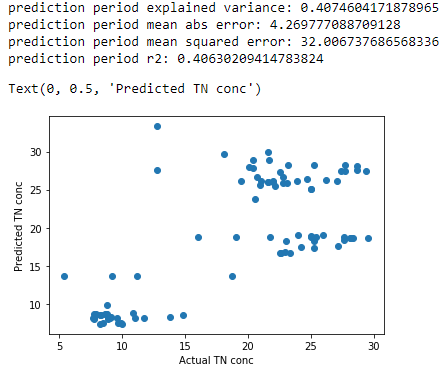 prediction period explained variance: 0.4074604171878965
prediction period mean abs error: 4.269777088709128
prediction period mean squared error: 32.006737686568336
prediction period r2: 0.40630209414783824
Text(0, 0.5, 'Predicted TN conc')
30
25
20
15
10
Predicted TN conc
5 10 15 20 25 30
Actual TN conc